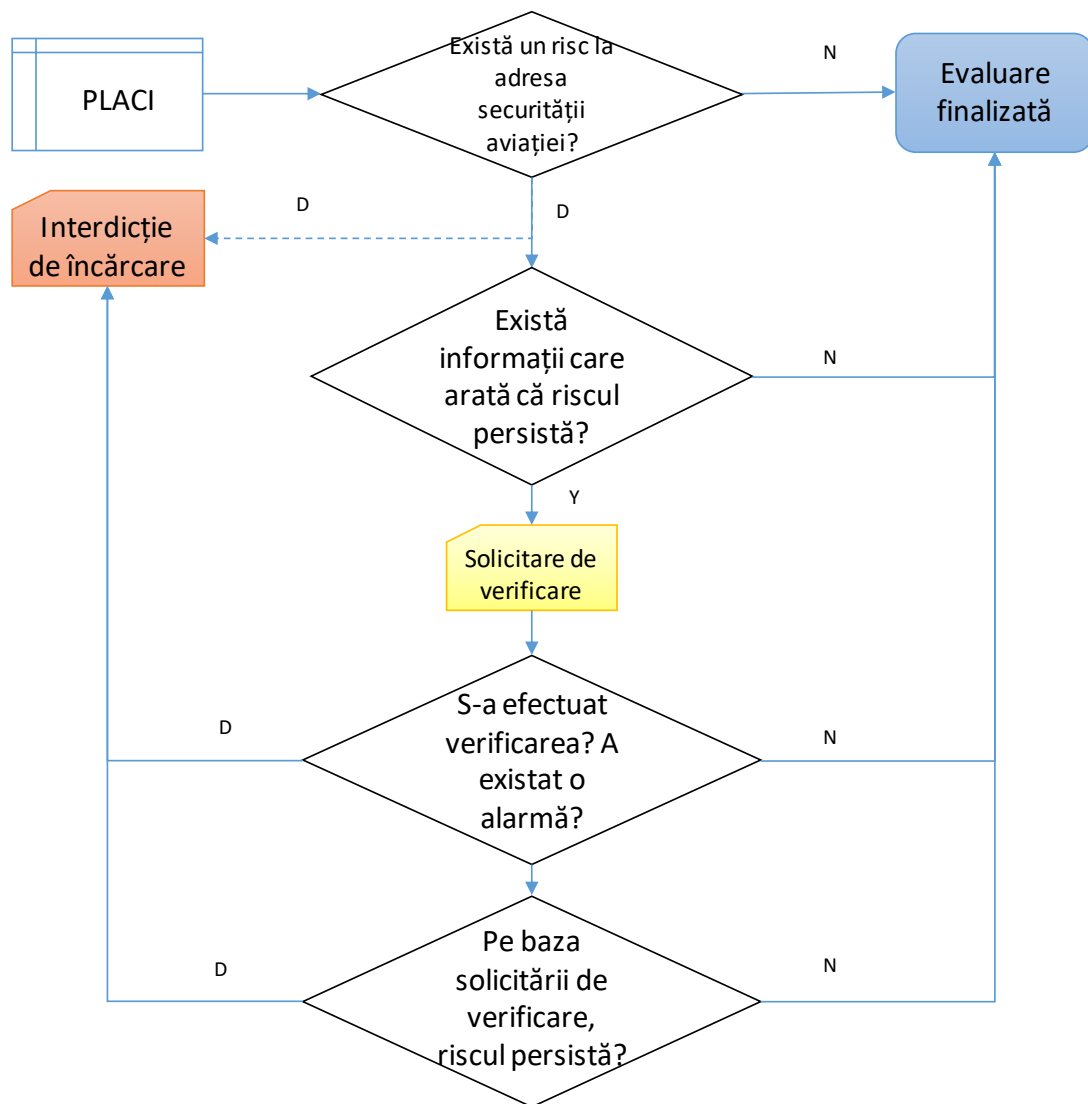 PLACI
Există un risc la
adresa
securității
aviației?
N
Evaluare
finalizată
D
D
Interdicție
de încărcare
Există
informații care
arată că riscul
persistă?
N
Y
Solicitare de
verificare
S-a efectuat
verificarea? A
existat o
alarmă?
D
N
Pe baza
solicitării de
verificare,
riscul persistă?
D
N